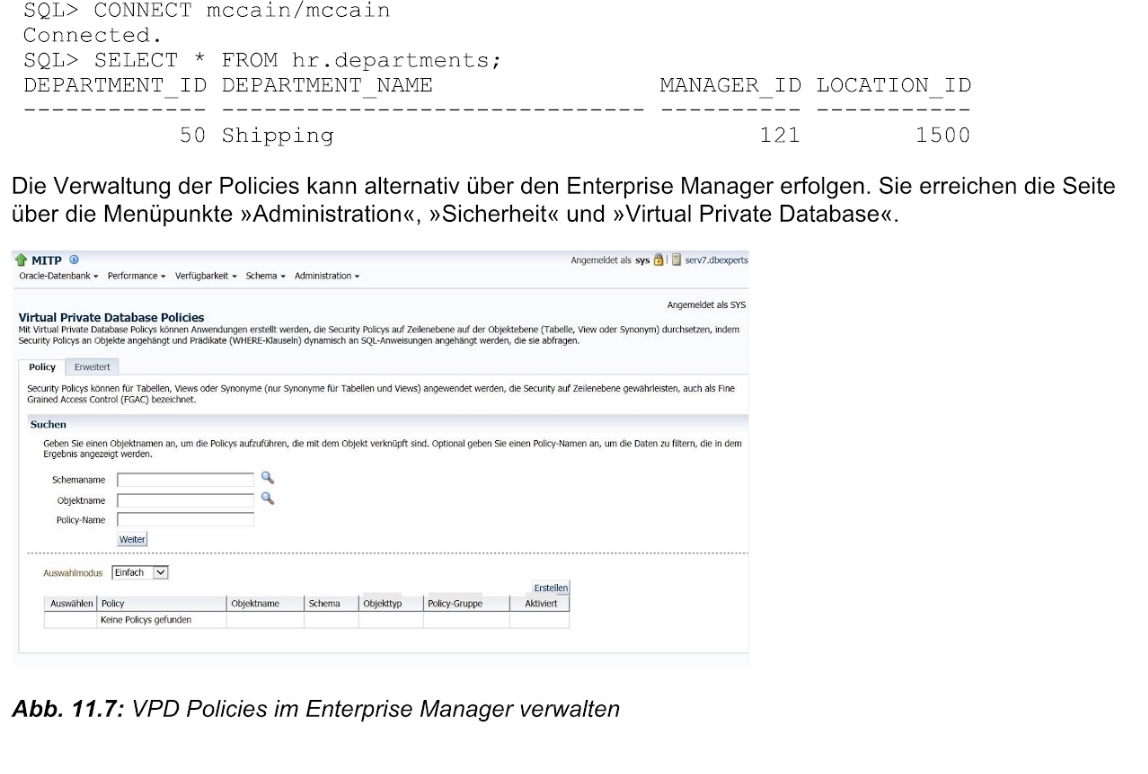 SQL> CONNECT mccain/mccain
Connected.
SQL> SELECT * FROM hr.departments;
DEPARTMENT_ID DEPARTMENT_NAME MANAGER_ID LOCATION_ID
------------- ------------------------------ ---------- -----------
50 Shipping 121 1500
Die Verwaltung der Policies kann alternativ über den Enterprise Manager erfolgen. Sie erreichen die Seite
über die Menüpunkte »Administration«, »Sicherheit« und »Virtual Private Database«.
MITP
Angemeldet als sys | serv7.dbexperts
Oracle-Datenbank Performance Verfügbarkeit Schema Administration
Angemeldet als SYS
Virtual Private Database Policies
Mit Virtual Private Database Policys können Anwendungen erstellt werden, die Security Policys auf Zeilenebene auf der Objektebene (Tabelle, View oder Synonym) durchsetzen, indem
Security Policys an Objekte angehängt und Prädikate (WHERE-Klauseln) dynamisch an SQL-Anweisungen angehängt werden, die sie abfragen.
Policy Erweitert
Security Policys können für Tabellen, Views oder Synonyme (nur Synonyme für Tabellen und Views) angewendet werden, die Security auf Zeilenebene gewährleisten, auch als Fine
Grained Access Control (FGAC) bezeichnet.
Suchen
Geben Sie einen Objektnamen an, um die Policys aufzuführen, die mit dem Objekt verknüpft sind. Optional geben Sie einen Policy-Namen an, um die Daten zu filtern, die in dem
Ergebnis angezeigt werden.
Schemaname
Objektname
Policy-Name
Weiter
Auswahlmodus Einfach
Erstellen
Auswählen Policy Objektname Schema Objekttyp Policy-Gruppe Aktiviert
Keine Policys gefunden
Abb. 11.7: VPD Policies im Enterprise Manager verwalten